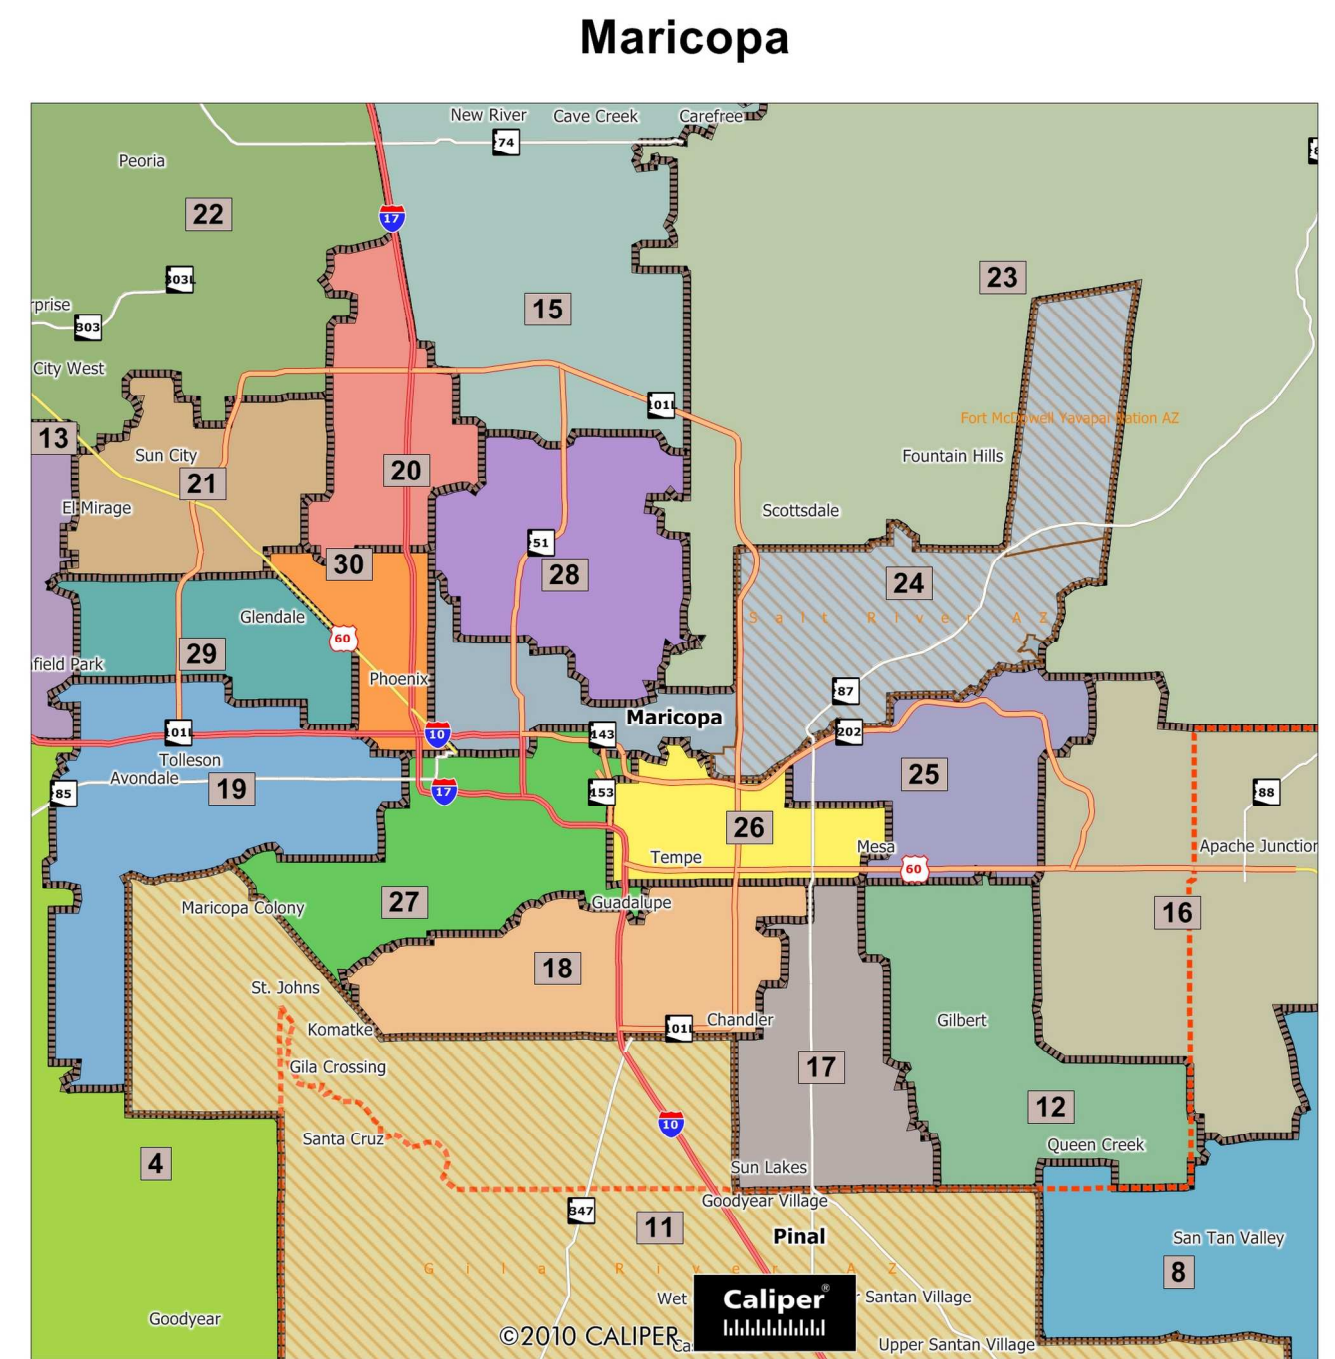 Maricopa
New River
Cave Creek
Carefree
74
Peoria
22
17
23
303L
15
rprise
303
City West
101L
Fort McDowell Yavapai Nation AZ
13
Sun City
Fountain Hills
20
21
El Mirage
Scottsdale
51
30
28
24
Glendale
Salt River AZ
60
29
nfield Park
Phoenix
87
Maricopa
101L
10
143
202
Tolleson
Avondale
19
25
85
17
153
88
26
Mesa
Apache Junction
Tempe
60
27
Maricopa Colony
Guadalupe
16
18
St. Johns
Komatke
101L
Chandler
Gilbert
Gila Crossing
17
12
10
Santa Cruz
Queen Creek
4
Sun Lakes
Goodyear Village
347
11
Pinal
San Tan Valley
Gila River AZ
8
Wet
r Santan Village
Caliper®
Goodyear
©2010 CALIPER
Cas
Upper Santan Village